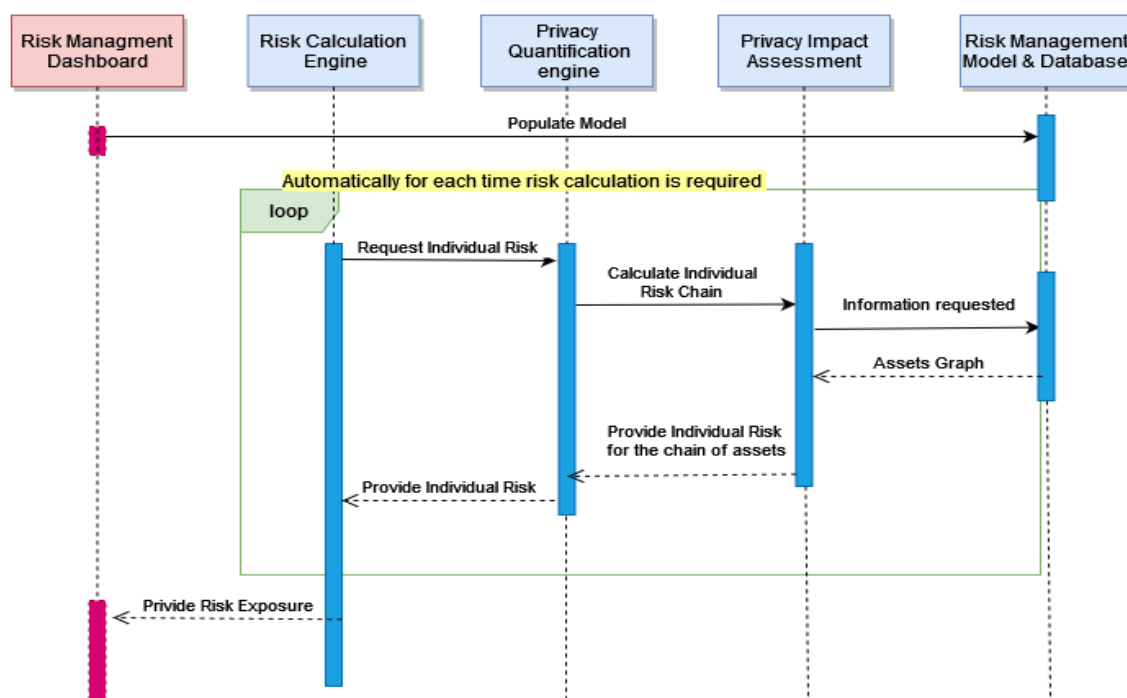 Risk Managment
Dashboard
Risk Calculation
Engine
Privacy
Quantification
engine
Privacy Impact
Assessment
Risk Management
Model & Database
Populate Model
Automatically for each time risk calculation is required
loop
Request Individual Risk
Calculate Individual
Risk Chain
Information requested
Assets Graph
Provide Individual Risk
for the chain of assets
Provide Individual Risk
Privide Risk Exposure